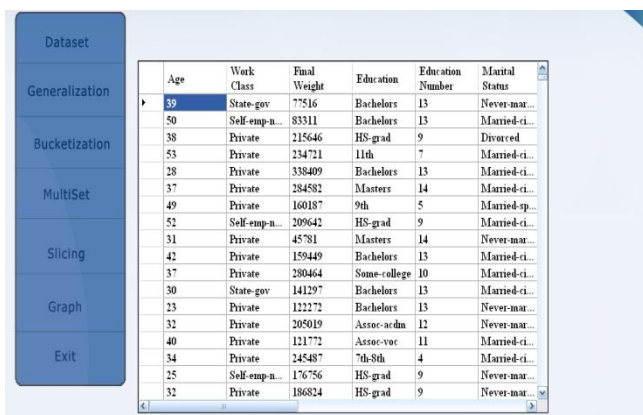 Dataset
Generalization
Bucketization
MultiSet
Slicing
Graph
Exit
Age Work Class Final Weight Education Education Number Marital Status
39 State-gov 77516 Bachelors 13 Never-mar...
50 Self-emp-n... 83311 Bachelors 13 Married-ci...
38 Private 215646 HS-grad 9 Divorced
53 Private 234721 11th 7 Married-ci...
28 Private 338409 Bachelors 13 Married-ci...
37 Private 284582 Masters 14 Married-ci...
49 Private 160187 9th 5 Married-sp...
52 Self-emp-n... 209642 HS-grad 9 Married-ci...
31 Private 45781 Masters 14 Never-mar...
42 Private 159449 Bachelors 13 Married-ci...
37 Private 280464 Some-college 10 Married-ci...
30 State-gov 141297 Bachelors 13 Married-ci...
23 Private 122272 Bachelors 13 Never-mar...
32 Private 205019 Assoc-acdm 12 Never-mar...
40 Private 121772 Assoc-voc 11 Married-ci...
34 Private 245487 7th-8th 4 Married-ci...
25 Self-emp-n... 176756 HS-grad 9 Never-mar...
32 Private 186824 HS-grad 9 Never-mar...